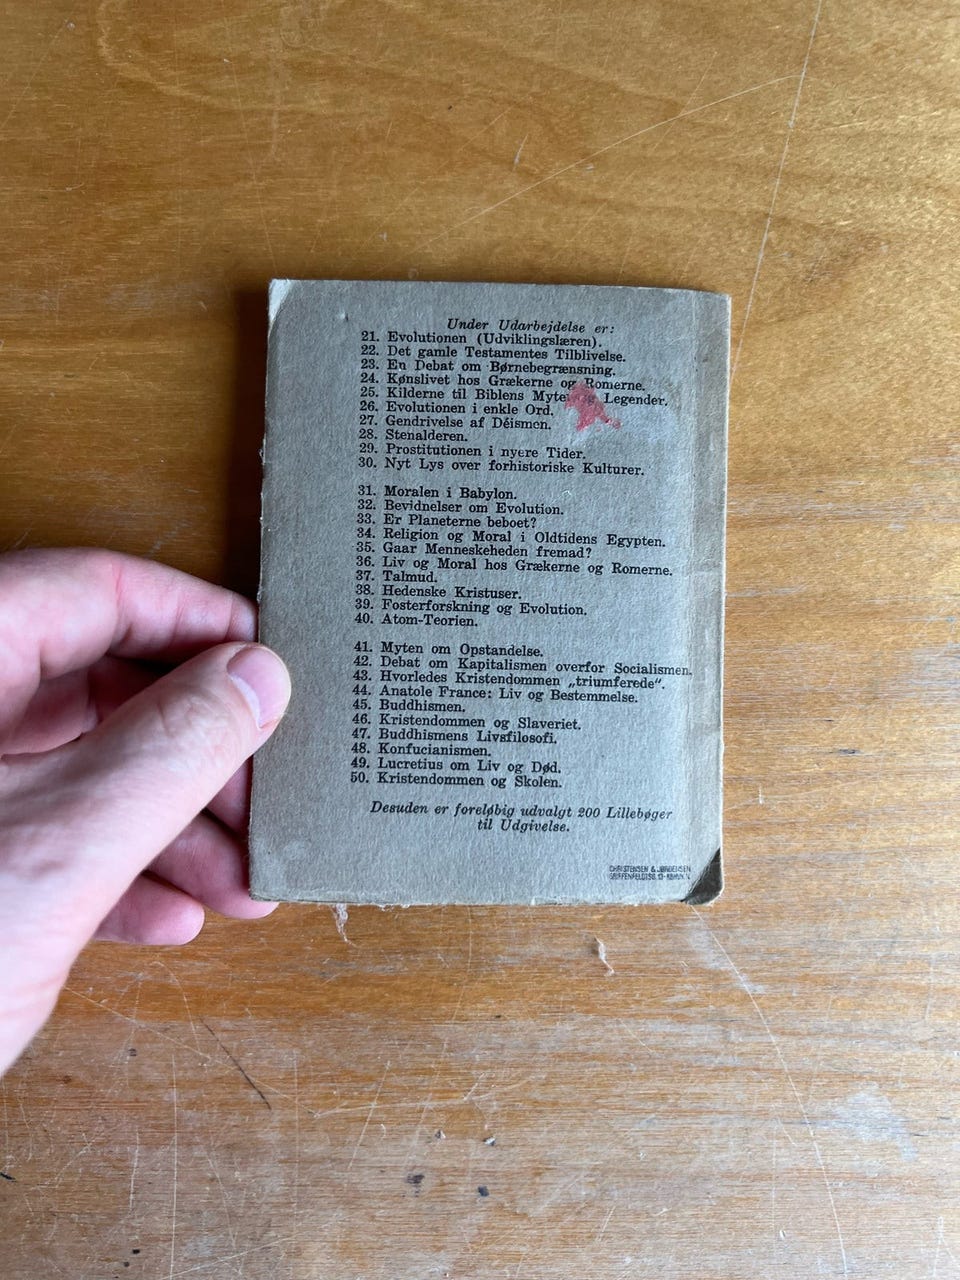 Under Udarbejdelse er:
21. Evolutionen (Udviklingslæren).
22. Det gamle Testamentes Tilblivelse.
23. En Debat om Børnebegrænsning.
24. Kønslivet hos Grækerne og Romerne.
25. Kilderne til Biblens Myter og Legender.
26. Evolutionen i enkle Ord.
27. Gendrivelse af Déismen.
28. Stenalderen.
29. Prostitutionen i nyere Tider.
30. Nyt Lys over forhistoriske Kulturer.
31. Moralen i Babylon.
32. Bevidnelser om Evolution.
33. Er Planeterne beboet?
34. Religion og Moral i Oldtidens Egypten.
35. Gaar Menneskeheden fremad?
36. Liv og Moral hos Grækerne og Romerne.
37. Talmud.
38. Hedenske Kristuser.
39. Fosterforskning og Evolution.
40. Atom-Teorien.
41. Myten om Opstandelse.
42. Debat om Kapitalismen overfor Socialismen.
43. Hvorledes Kristendommen „triumferede“.
44. Anatole France: Liv og Bestemmelse.
45. Buddhismen.
46. Kristendommen og Slaveriet.
47. Buddhismens Livsfilosofi.
48. Konfucianismen.
49. Lucretius om Liv og Død.
50. Kristendommen og Skolen.
Desuden er foreløbig udvalgt 200 Lillebøger
til Udgivelse.
CHRISTENSEN & JØRGENSEN